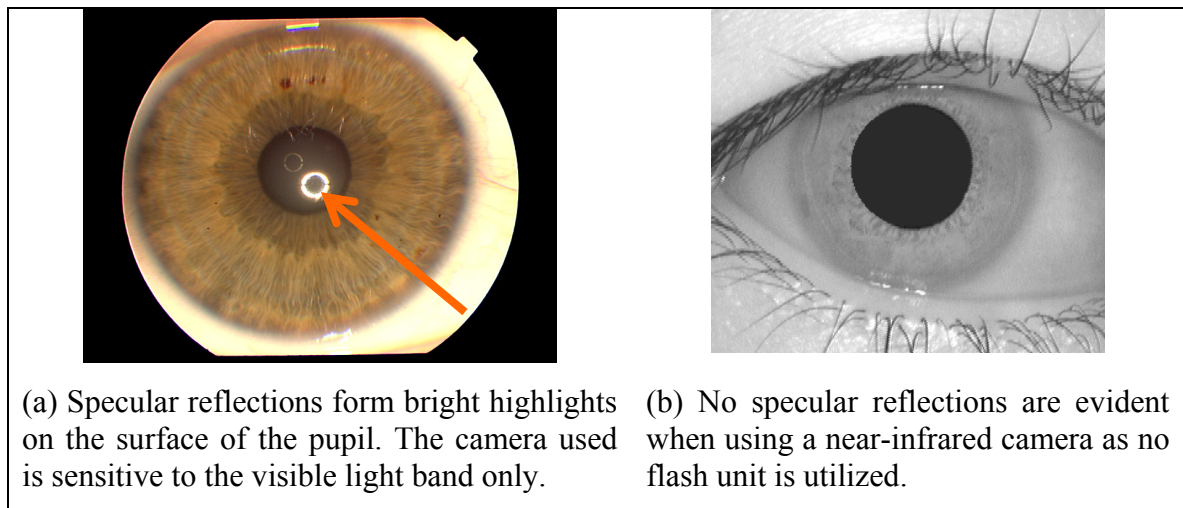 (a) Specular reflections form bright highlights
on the surface of the pupil. The camera used
is sensitive to the visible light band only.
(b) No specular reflections are evident
when using a near-infrared camera as no
flash unit is utilized.